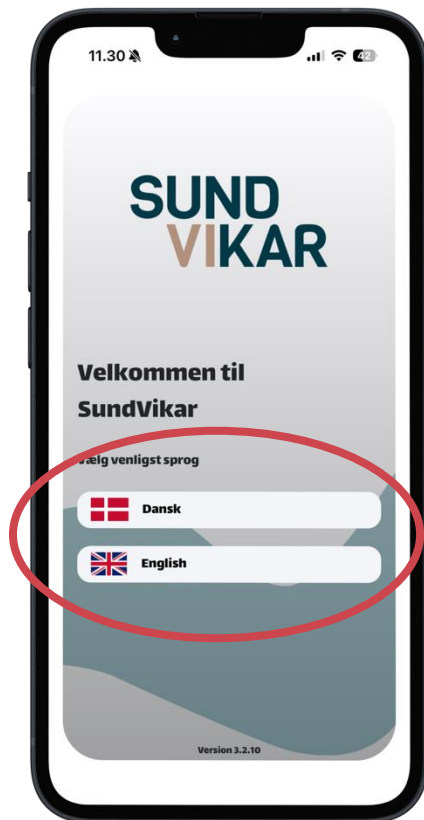 11.30
42
SUND
VIKAR
Velkommen til
SundVikar
Vælg venligst sprog
Dansk
English
Version 3.2.10